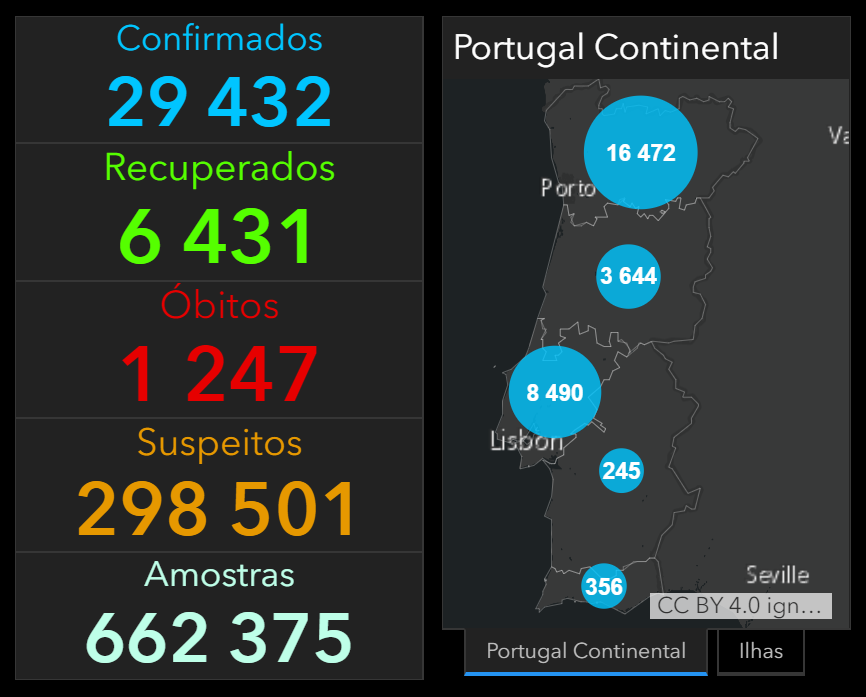 Confirmados
29 432
Recuperados
6 431
Óbitos
1 247
Suspeitos
298 501
Amostras
662 375
Portugal Continental
16 472
Va
Porto
3 644
8 490
Lisbon
245
Seville
356
CC BY 4.0 ign…
Portugal Continental
Ilhas